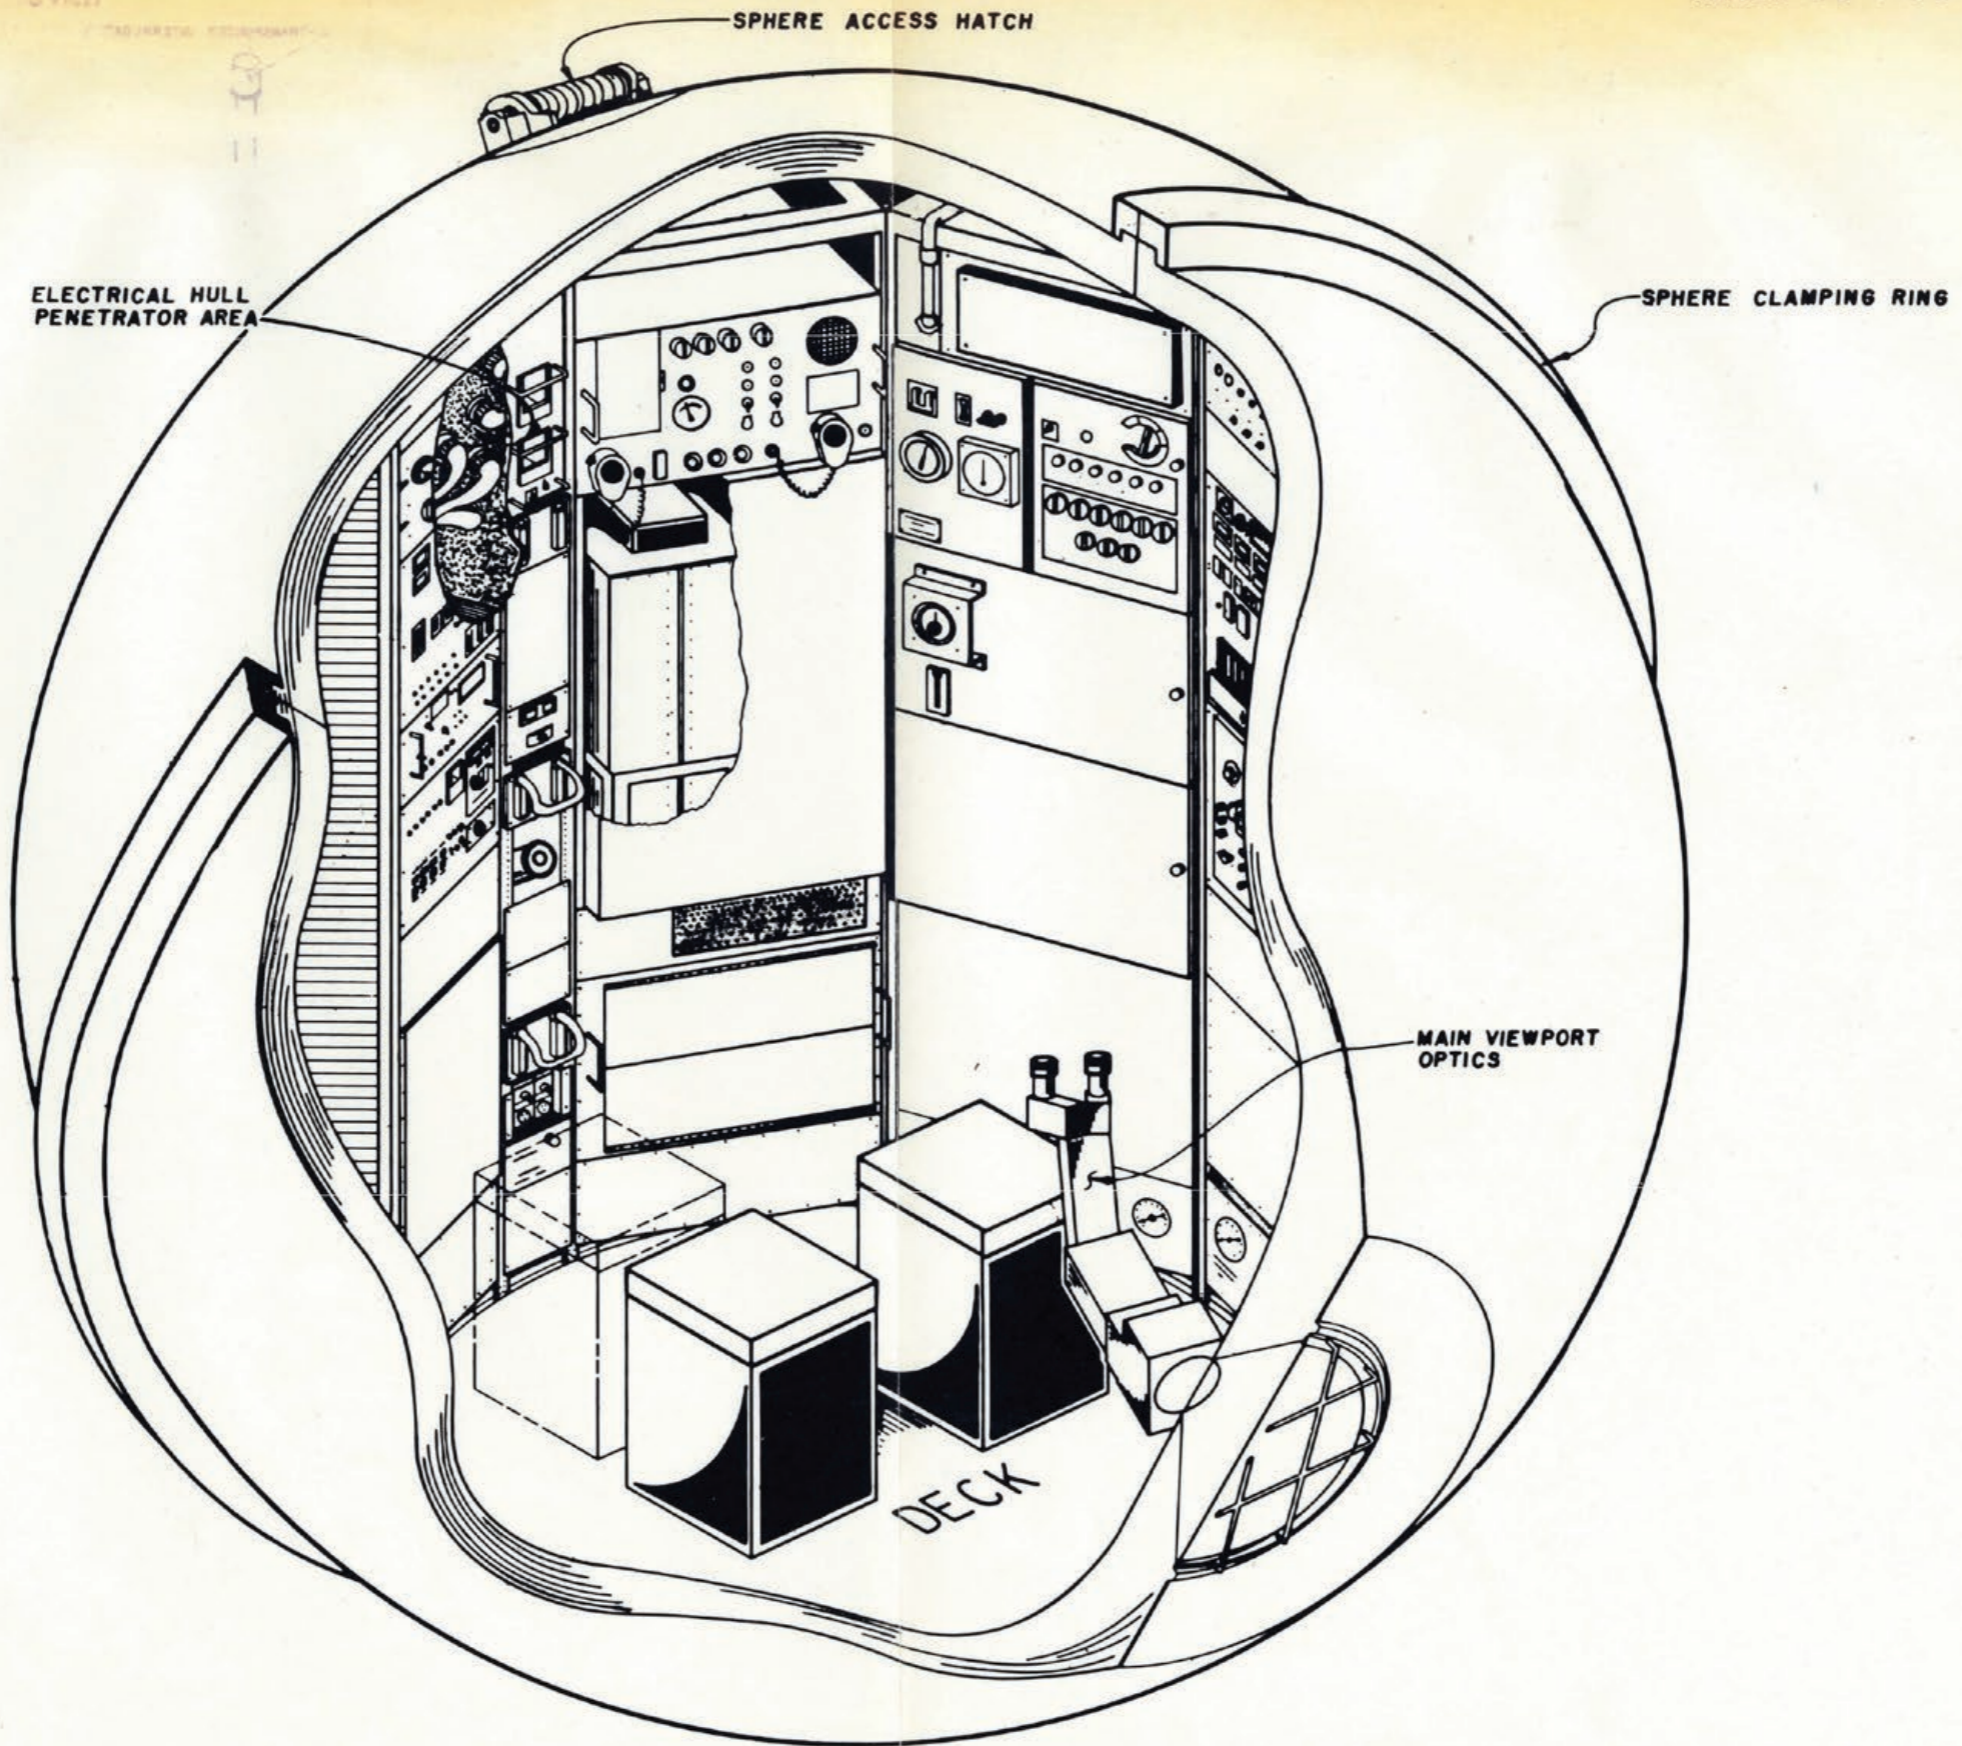 SPHERE ACCESS HATCH
ELECTRICAL HULL
PENETRATOR AREA
SPHERE CLAMPING RING
MAIN VIEWPORT
OPTICS
DECK